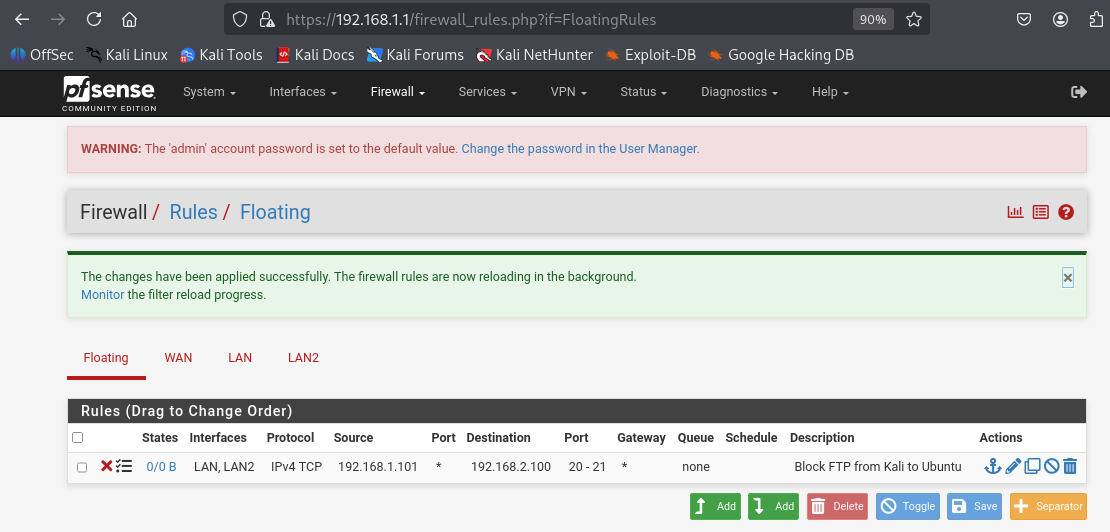 https://192.168.1.1/firewall_rules.php?if=FloatingRules 90%
OffSec Kali Linux Kali Tools Kali Docs Kali Forums Kali NetHunter Exploit-DB Google Hacking DB
pfsense COMMUNITY EDITION System Interfaces Firewall Services VPN Status Diagnostics Help
WARNING: The 'admin' account password is set to the default value. Change the password in the User Manager.
Firewall / Rules / Floating
The changes have been applied successfully. The firewall rules are now reloading in the background.
Monitor the filter reload progress.
Floating WAN LAN LAN2
Rules (Drag to Change Order)
States Interfaces Protocol Source Port Destination Port Gateway Queue Schedule Description Actions
0/0 B LAN, LAN2 IPv4 TCP 192.168.1.101 * 192.168.2.100 20 - 21 * none Block FTP from Kali to Ubuntu
Add Add Delete Toggle Save Separator